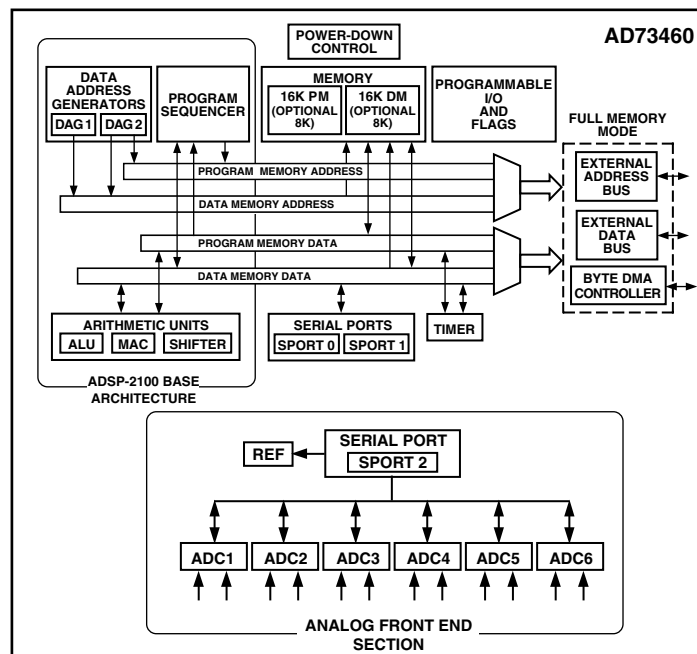 AD73460
POWER-DOWN
CONTROL
DATA
ADDRESS
GENERATORS
DAG 1
DAG 2
PROGRAM
SEQUENCER
MEMORY
16K PM
(OPTIONAL
8K)
16K DM
(OPTIONAL
8K)
PROGRAMMABLE
I/O
AND
FLAGS
FULL MEMORY
MODE
EXTERNAL
ADDRESS
BUS
EXTERNAL
DATA
BUS
BYTE DMA
CONTROLLER
PROGRAM MEMORY ADDRESS
DATA MEMORY ADDRESS
PROGRAM MEMORY DATA
DATA MEMORY DATA
ARITHMETIC UNITS
ALU
MAC
SHIFTER
SERIAL PORTS
SPORT 0
SPORT 1
TIMER
ADSP-2100 BASE
ARCHITECTURE
REF
SERIAL PORT
SPORT 2
ADC1
ADC2
ADC3
ADC4
ADC5
ADC6
ANALOG FRONT END
SECTION